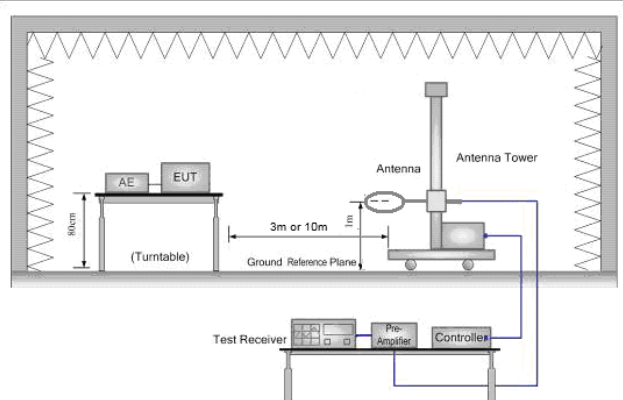 Antenna
Antenna Tower
AE
EUT
80cm
(Turntable)
3m or 10m
1m
Ground Reference Plane
Test Receiver
Pre-
Amplifier
Controller